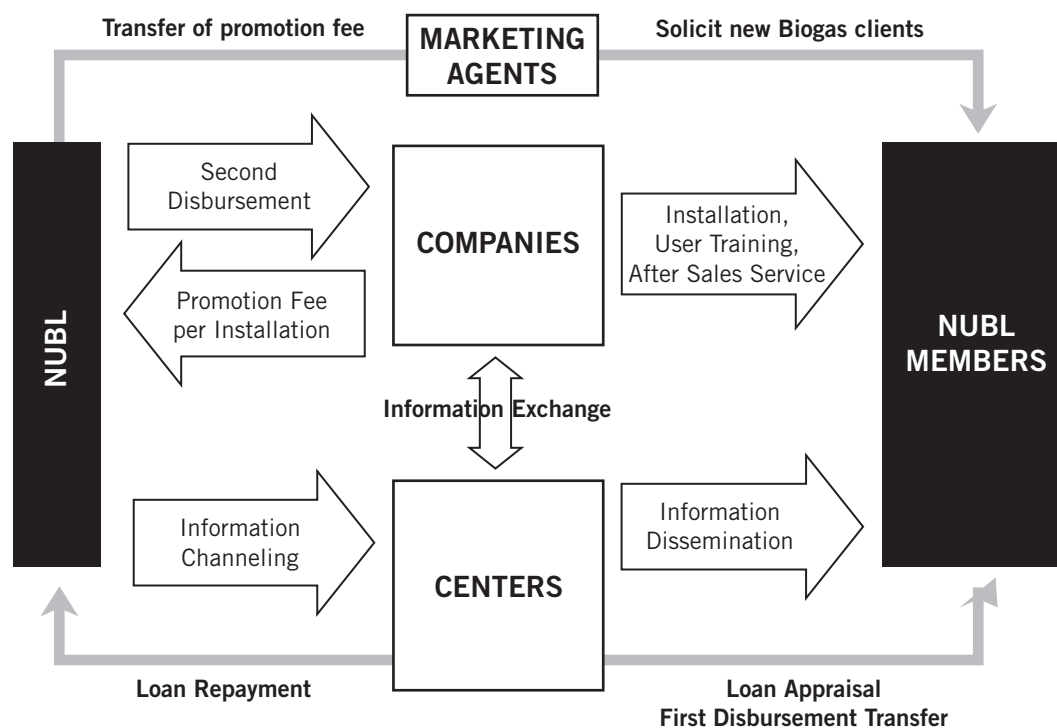 Transfer of promotion fee
MARKETING
AGENTS
Solicit new Biogas clients
Second
Disbursement
COMPANIES
Installation,
User Training,
After Sales Service
Promotion Fee
per Installation
NUBL
NUBL
MEMBERS
Information Exchange
Information
Channeling
CENTERS
Information
Dissemination
Loan Repayment
Loan Appraisal
First Disbursement Transfer